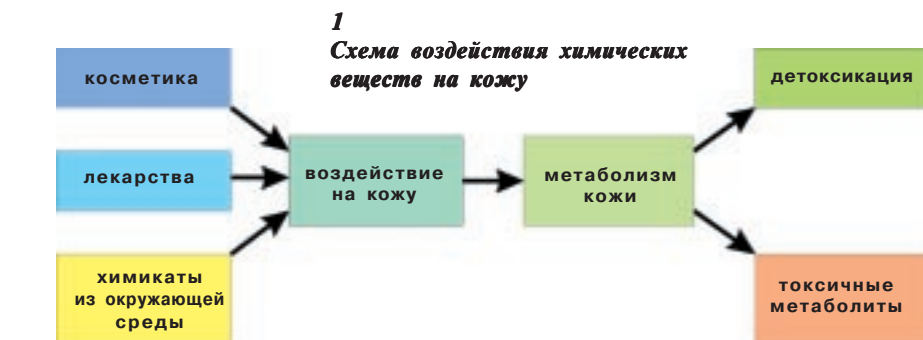 1
Схема воздействия химических
веществ на кожу
косметика
лекарства
химикаты
из окружающей
среды
воздействие
на кожу
метаболизм
кожи
детоксикация
токсичные
метаболиты